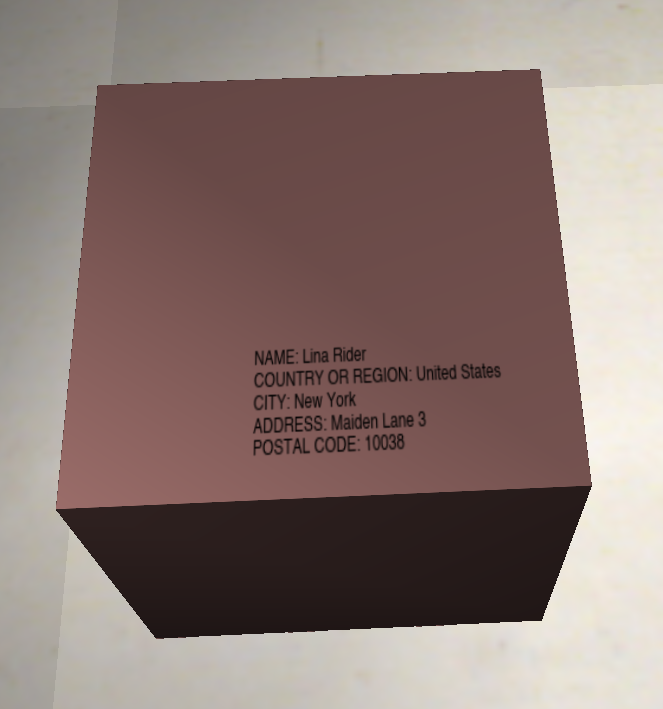 NAME: Lina Rider
COUNTRY OR REGION: United States
CITY: New York
ADDRESS: Maiden Lane 3
POSTAL CODE: 10038